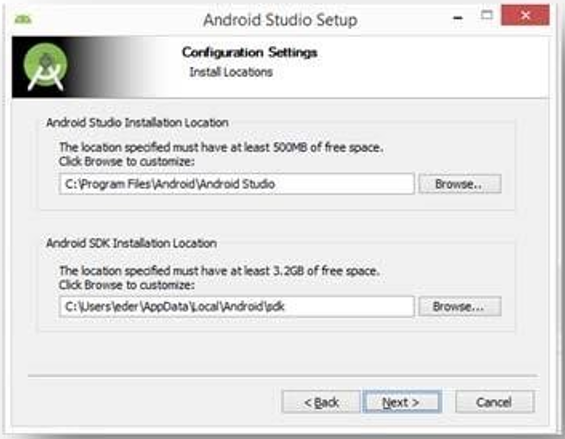 Android Studio Setup
Configuration Settings
Install Locations
Android Studio Installation Location
The location specified must have at least 500MB of free space.
Click Browse to customize:
C:\Program Files\Android\Android Studio
Browse..
Android SDK Installation Location
The location specified must have at least 3.2GB of free space.
Click Browse to customize:
C:\Users\eder\AppData\Local\Android\sdk
Browse...
< Back
Next >
Cancel